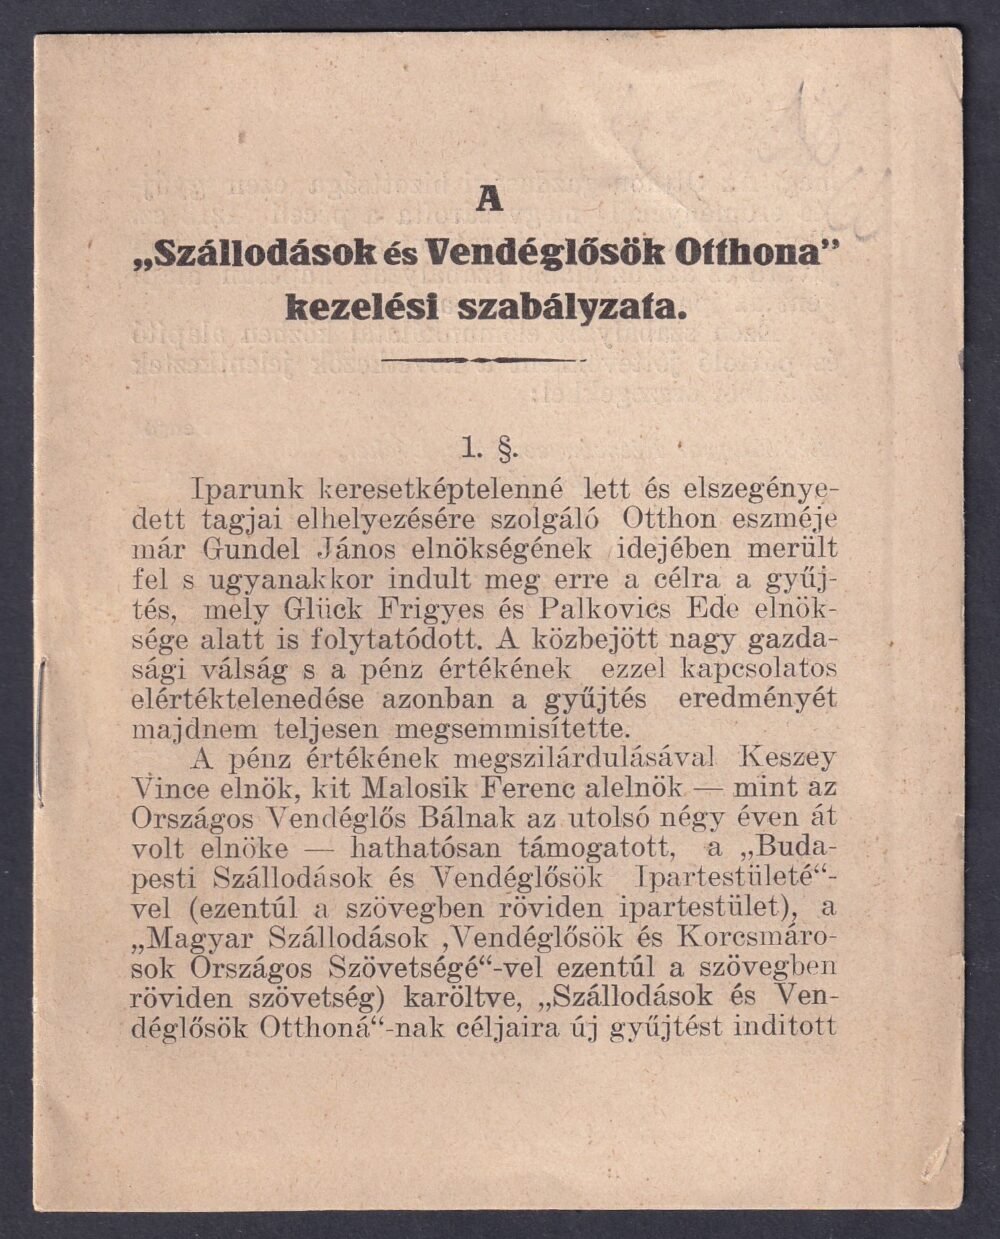 A
„Szállodások és Vendéglősök Otthona”
kezelési szabályzata.
1. §.
Iparunk keresetképtelenné lett és elszegénye-
dett tagjai elhelyezésére szolgáló Otthon eszméje
már Gundel János elnökségének idejében merült
fel s ugyanakkor indult meg erre a célra a gyűj-
tés, mely Glück Frigyes és Palkovics Ede elnök-
sége alatt is folytatódott. A közbejött nagy gazda-
sági válság s a pénz értékének ezzel kapcsolatos
elértéktelenedése azonban a gyűjtés eredményét
majdnem teljesen megsemmisítette.
A pénz értékének megszilárdulásával Keszey
Vince elnök, kit Malosik Ferenc alelnök — mint az
Országos Vendéglős Bálnak az utolsó négy éven át
volt elnöke — hathatósan támogatott, a „Buda-
pesti Szállodások és Vendéglősök Ipartestületé“-
vel (ezentúl a szövegben röviden ipartestület), a
„Magyar Szállodások ,Vendéglősök és Korcsmáro-
sok Országos Szövetségé“-vel ezentúl a szövegben
röviden szövetség) karöltve, „Szállodások és Ven-
déglősök Otthoná“-nak céljaira új gyűjtést inditott